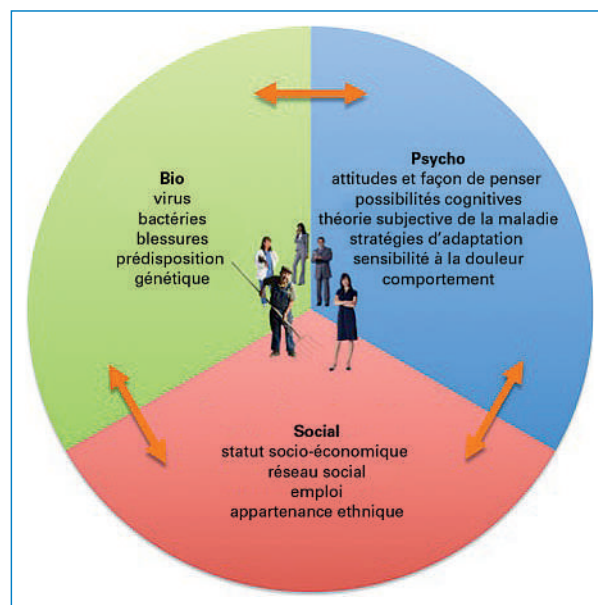 Bio
virus
bactéries
blessures
prédisposition
génétique
Psycho
attitudes et façon de penser
possibilités cognitives
théorie subjective de la maladie
stratégies d’adaptation
sensibilité à la douleur
comportement
Social
statut socio-économique
réseau social
emploi
appartenance ethnique